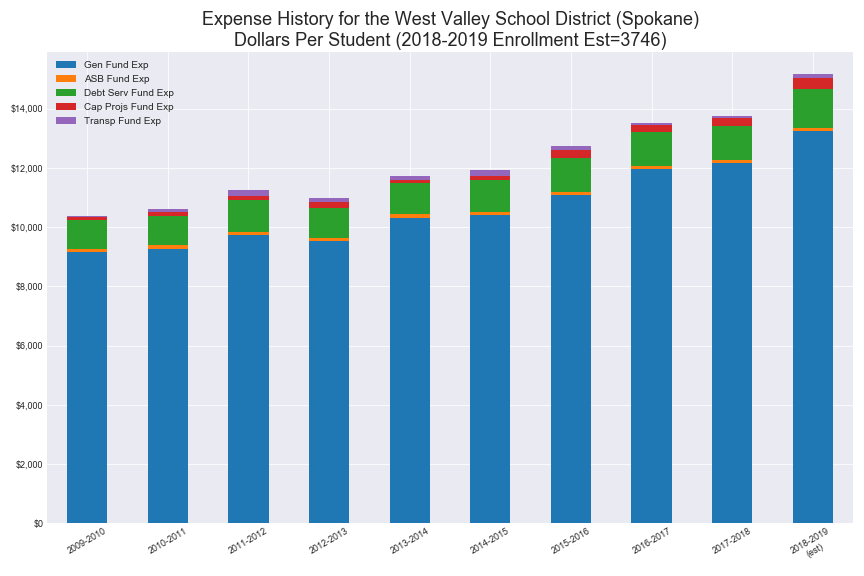 Expense History for the West Valley School District (Spokane)
Dollars Per Student (2018-2019 Enrollment Est=3746)
Gen Fund Exp
ASB Fund Exp
Debt Serv Fund Exp
Cap Projs Fund Exp
Transp Fund Exp
$14,000
$12,000
$10,000
$8,000
$6,000
$4,000
$2,000
$0
2009-2010
2010-2011
2011-2012
2012-2013
2013-2014
2014-2015
2015-2016
2016-2017
2017-2018
2018-2019
(est)